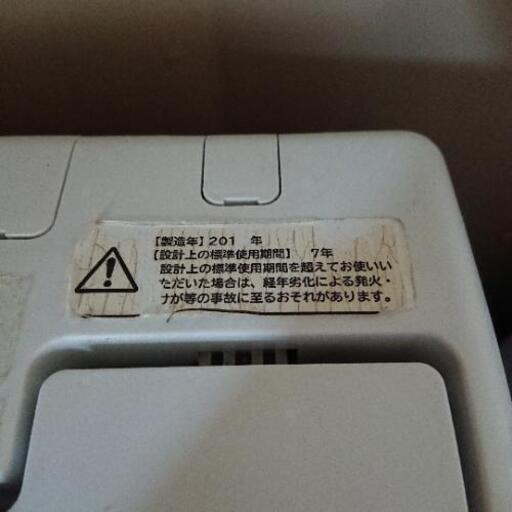 【製造年】201 年
【設計上の標準使用期間】 7年
設計上の標準使用期間を超えてお使いい
ただいた場合は、経年劣化による発火・
けが等の事故に至るおそれがあります。